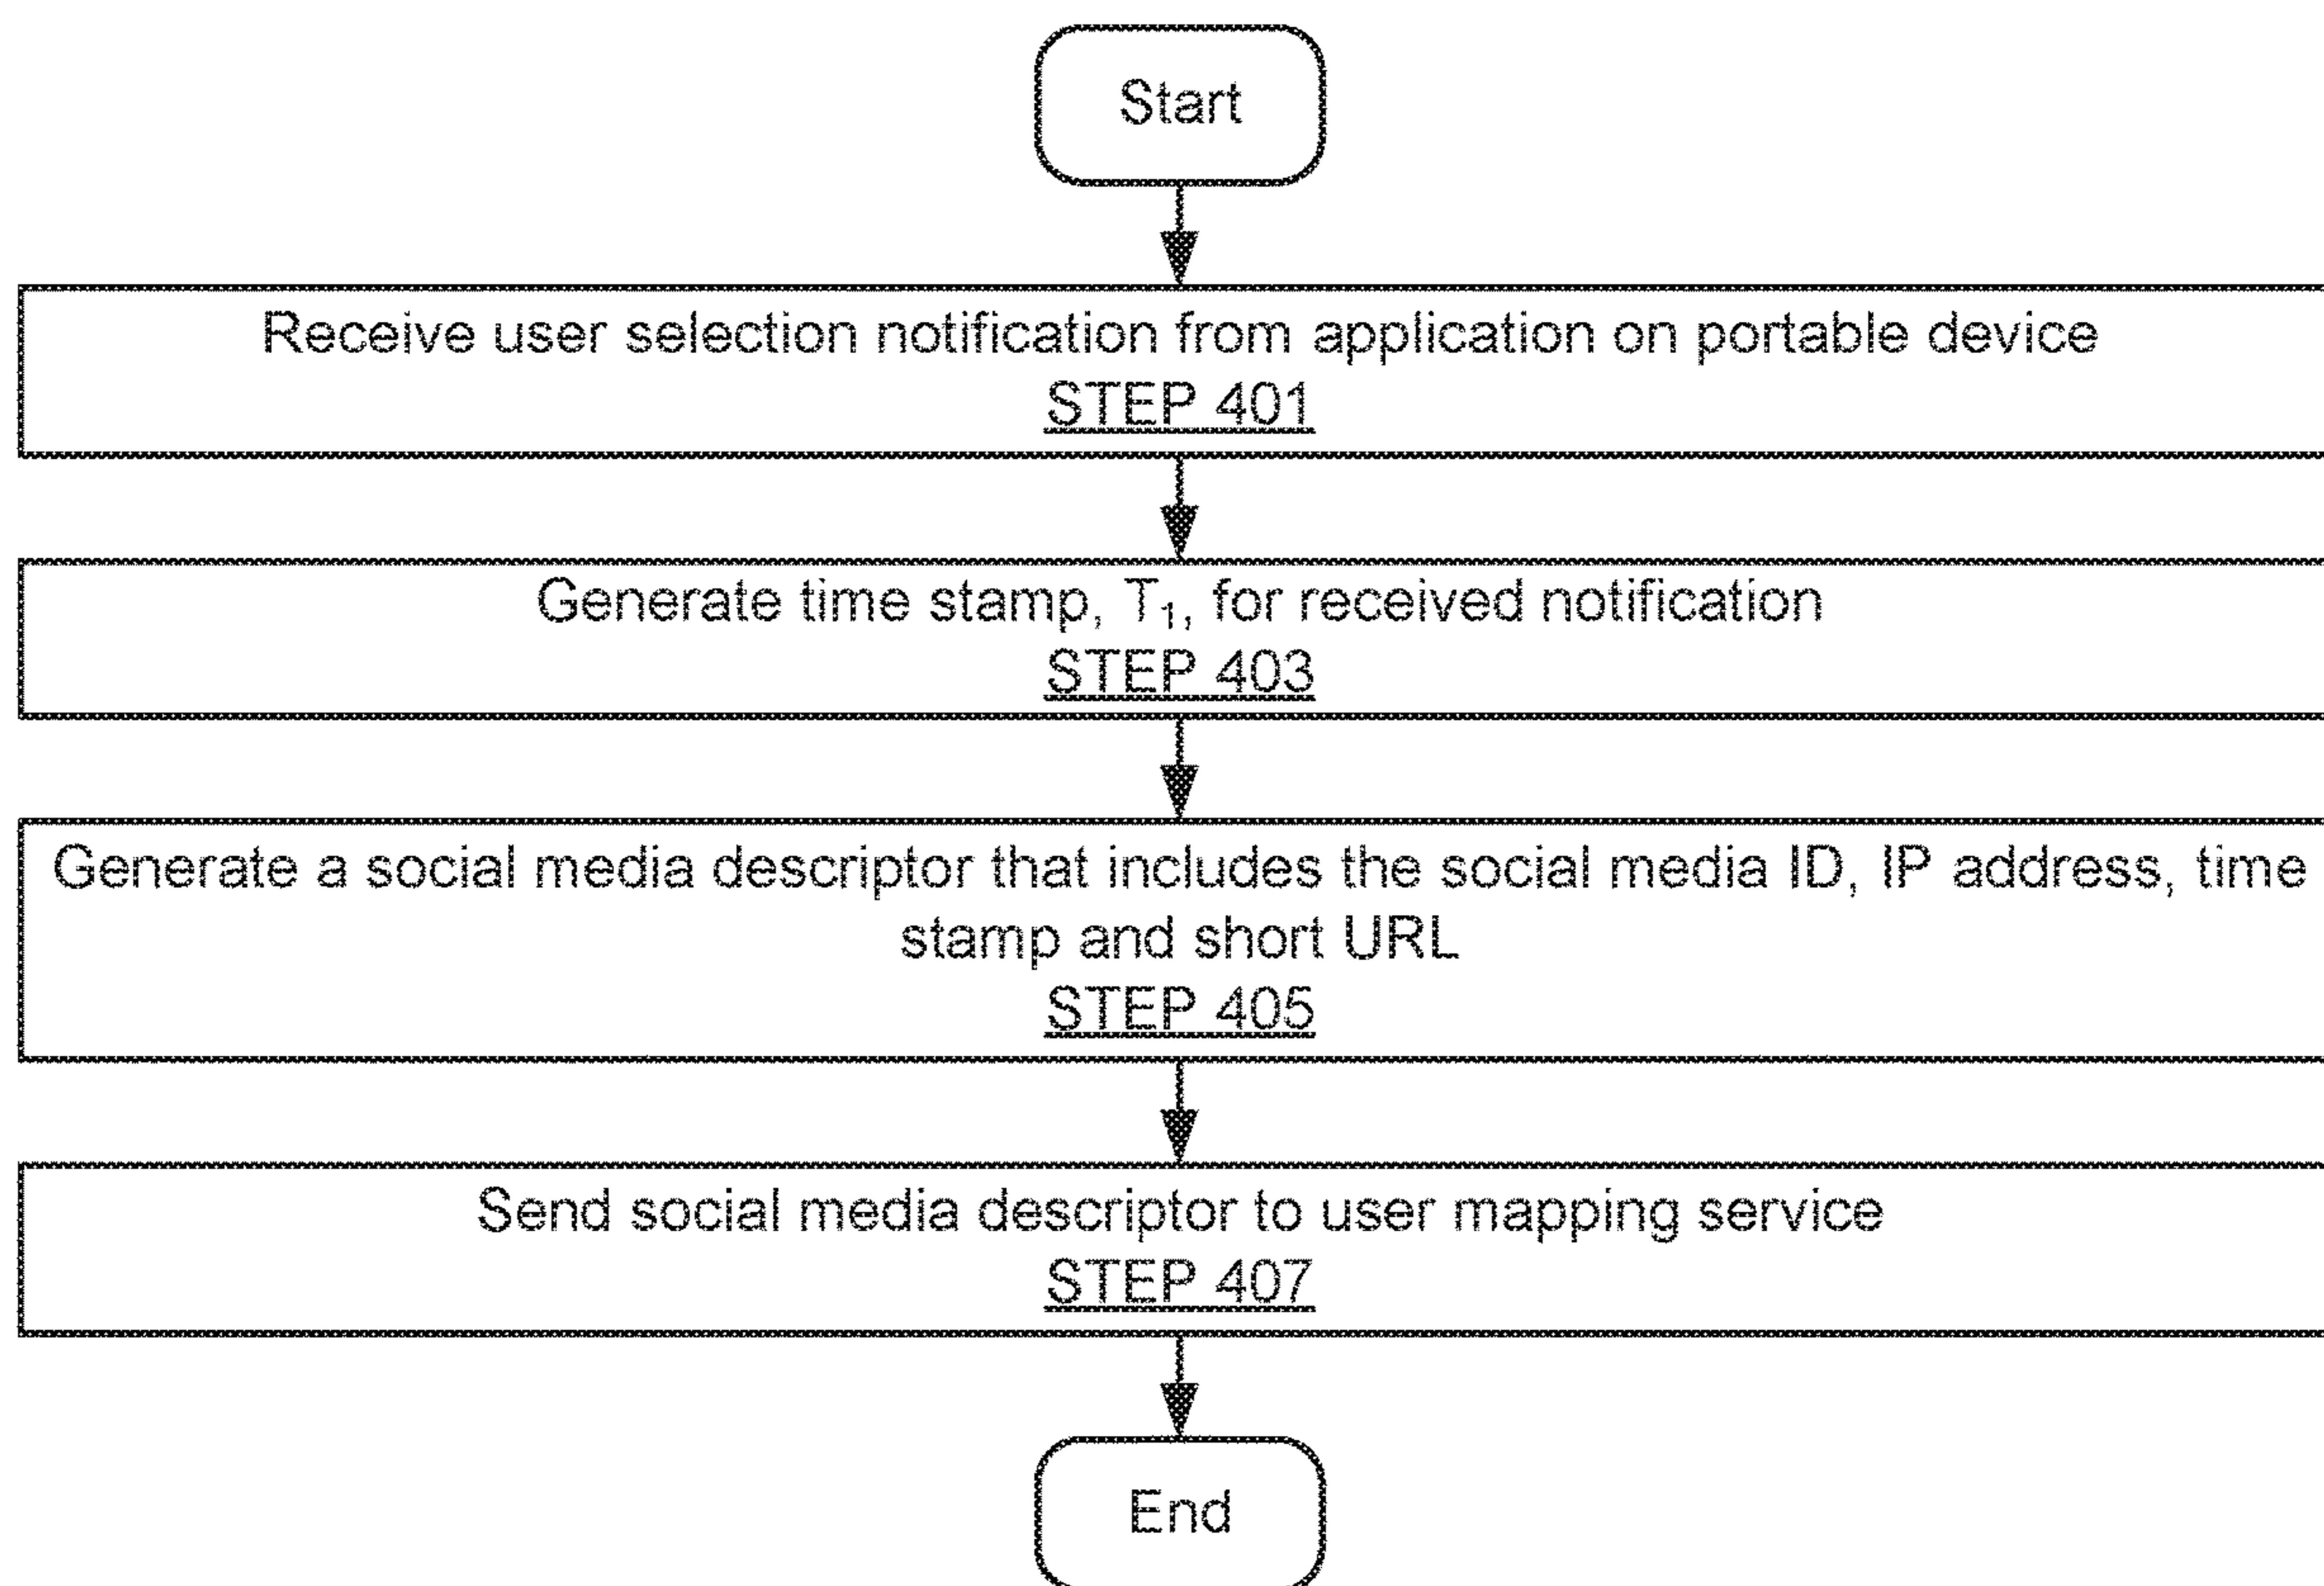 Start
Receive user selection notification from application on portable device
STEP 401
Generate time stamp, T₁, for received notification
STEP 403
Generate a social media descriptor that includes the social media ID, IP address, time
stamp and short URL
STEP 405
Send social media descriptor to user mapping service
STEP 407
End